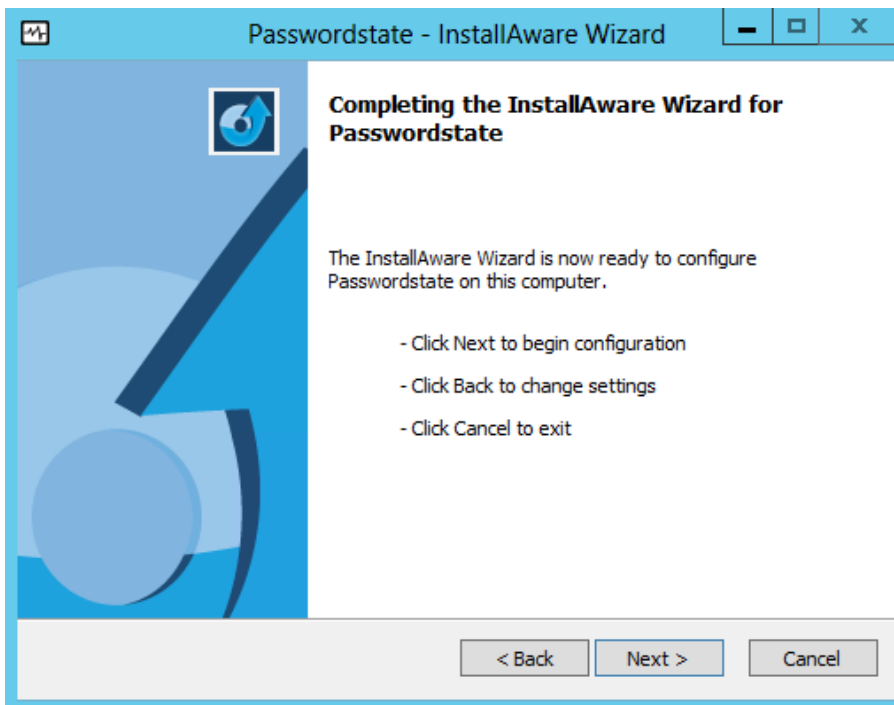 Passwordstate - InstallAware Wizard
Completing the InstallAware Wizard for
Passwordstate
The InstallAware Wizard is now ready to configure
Passwordstate on this computer.
- Click Next to begin configuration
- Click Back to change settings
- Click Cancel to exit
< Back
Next >
Cancel